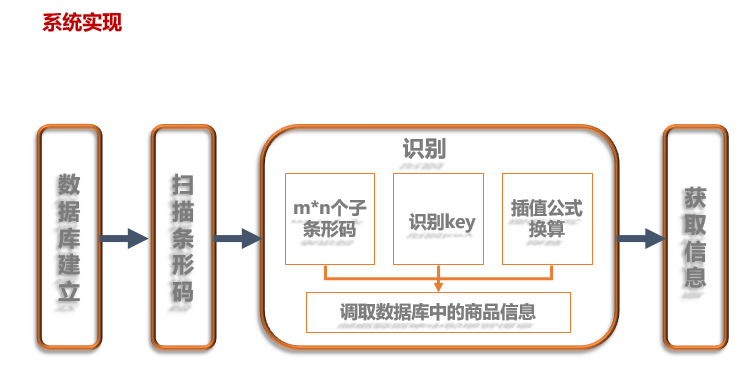 系统实现
数据库建立
扫描条形码
识别
m*n个子
条形码
识别key
插值公式
换算
调取数据库中的商品信息
获取信息